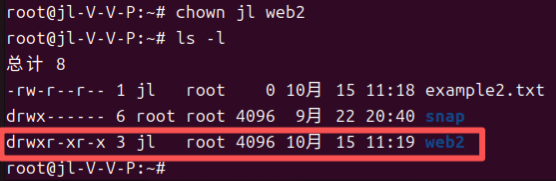 root@jl-V-V-P:~# chown jl web2
root@jl-V-V-P:~# ls -l
总计 8
-rw-r--r-- 1 jl   root    0 10月  15 11:18 example2.txt
drwx------ 6 root root 4096  9月  22 20:40 snap
drwxr-xr-x 3 jl   root 4096 10月  15 11:19 web2
root@jl-V-V-P:~#